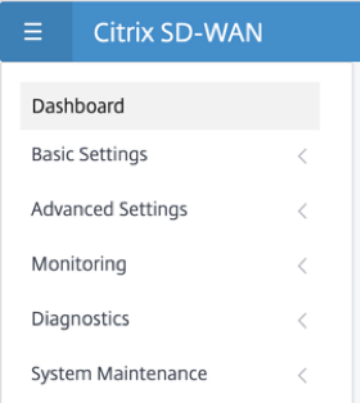 Citrix SD-WAN
Dashboard
Basic Settings
Advanced Settings
Monitoring
Diagnostics
System Maintenance